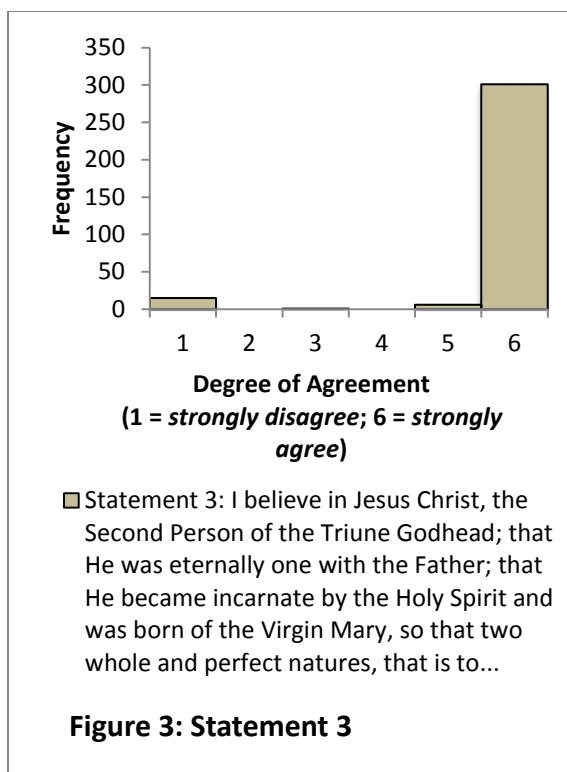 350
300
250
200
150
100
50
0
Frequency
1 2 3 4 5 6
Degree of Agreement
(1 = strongly disagree; 6 = strongly
agree)
Statement 3: I believe in Jesus Christ, the
Second Person of the Triune Godhead; that
He was eternally one with the Father; that
He became incarnate by the Holy Spirit and
was born of the Virgin Mary, so that two
whole and perfect natures, that is to...
Figure 3: Statement 3